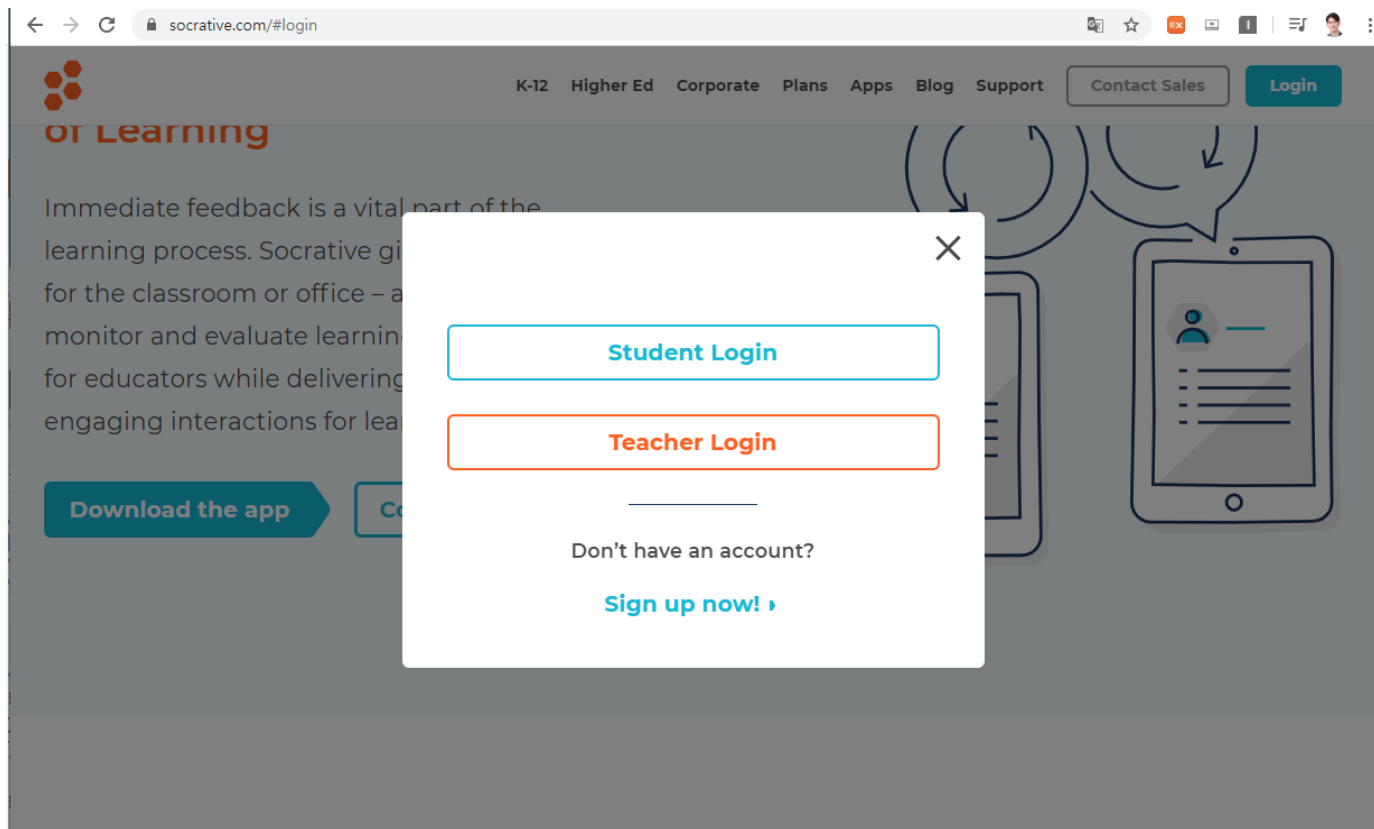 socrative.com/#login
K-12 Higher Ed Corporate Plans Apps Blog Support Contact Sales Login
of Learning
Immediate feedback is a vital part of the
learning process. Socrative gi
for the classroom or office – a
monitor and evaluate learnin
for educators while delivering
engaging interactions for lea
Download the app
Co
Student Login
Teacher Login
Don't have an account?
Sign up now!